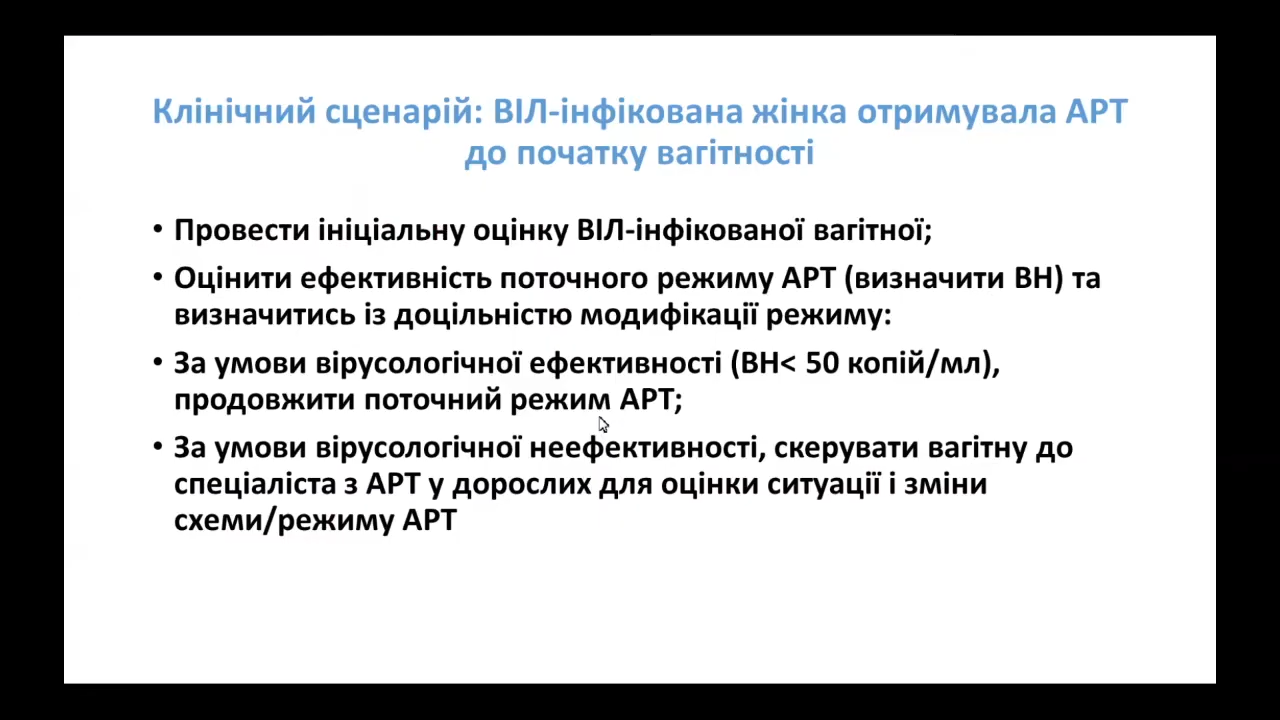 Клінічний сценарій: ВІЛ-інфікована жінка отримувала АРТ
до початку вагітності
• Провести ініціальну оцінку ВІЛ-інфікованої вагітної;
• Оцінити ефективність поточного режиму АРТ (визначити ВН) та
визначитись із доцільністю модифікації режиму:
• За умови вірусологічної ефективності (ВН< 50 копій/мл),
продовжити поточний режим АРТ;
• За умови вірусологічної неефективності, скерувати вагітну до
спеціаліста з АРТ у дорослих для оцінки ситуації і зміни
схеми/режиму АРТ